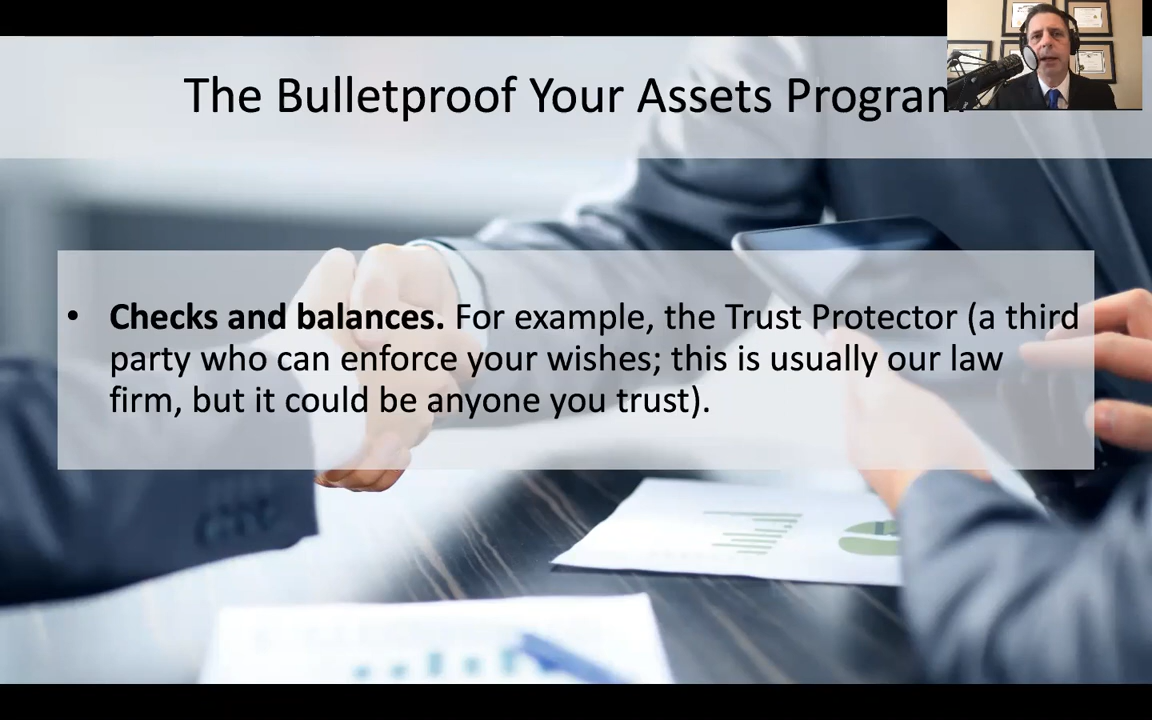 The Bulletproof Your Assets Program
• Checks and balances. For example, the Trust Protector (a third
party who can enforce your wishes; this is usually our law
firm, but it could be anyone you trust).